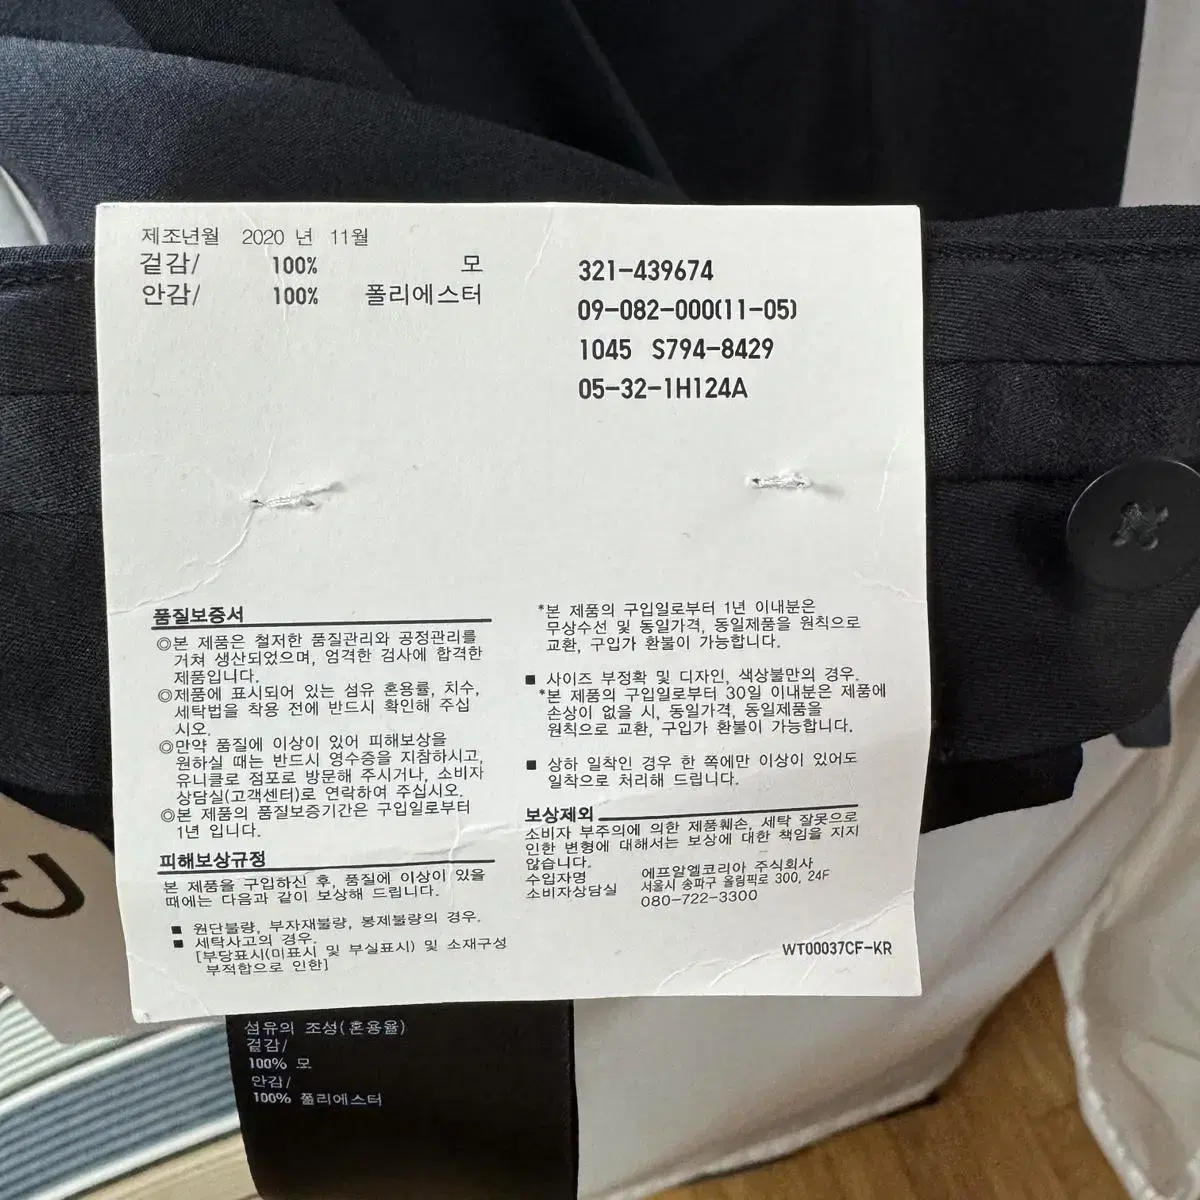 제조년월 2020 년 11월
겉감/ 100% 모
안감/ 100% 폴리에스터
321-439674
09-082-000(11-05)
1045 S794-8429
05-32-1H124A
품질보증서
◎본 제품은 철저한 품질관리와 공정관리를
거쳐 생산되었으며, 엄격한 검사에 합격한
제품입니다.
◎제품에 표시되어 있는 섬유 혼용률, 치수,
세탁법을 착용 전에 반드시 확인해 주십
시오.
◎만약 품질에 이상이 있어 피해보상을
원하실 때는 반드시 영수증을 지참하시고,
유니클로 점포로 방문해 주시거나, 소비자
상담실(고객센터)로 연락하여 주십시오.
◎본 제품의 품질보증기간은 구입일로부터
1년 입니다.
피해보상규정
본 제품을 구입하신 후, 품질에 이상이 있을
때에는 다음과 같이 보상해 드립니다.
■ 원단불량, 부자재불량, 봉제불량의 경우.
■ 세탁사고의 경우.
[부당표시(미표시 및 부실표시) 및 소재구성
부적합으로 인한]
*본 제품의 구입일로부터 1년 이내분은
무상수선 및 동일가격, 동일제품을 원칙으로
교환, 구입가 환불이 가능합니다.
■ 사이즈 부정확 및 디자인, 색상불만의 경우.
*본 제품의 구입일로부터 30일 이내분은 제품에
손상이 없을 시, 동일가격, 동일제품을
원칙으로 교환, 구입가 환불이 가능합니다.
■ 상하 일착인 경우 한 쪽에만 이상이 있어도
일착으로 처리해 드립니다.
보상제외
소비자 부주의에 의한 제품훼손, 세탁 잘못으로
인한 변형에 대해서는 보상에 대한 책임을 지지
않습니다.
수입자명 에프알엘코리아 주식회사
서울시 송파구 올림픽로 300, 24F
소비자상담실 080-722-3300
WT00037CF-KR
섬유의 조성(혼용율)
겉감/
100% 모
안감/
100% 폴리에스터